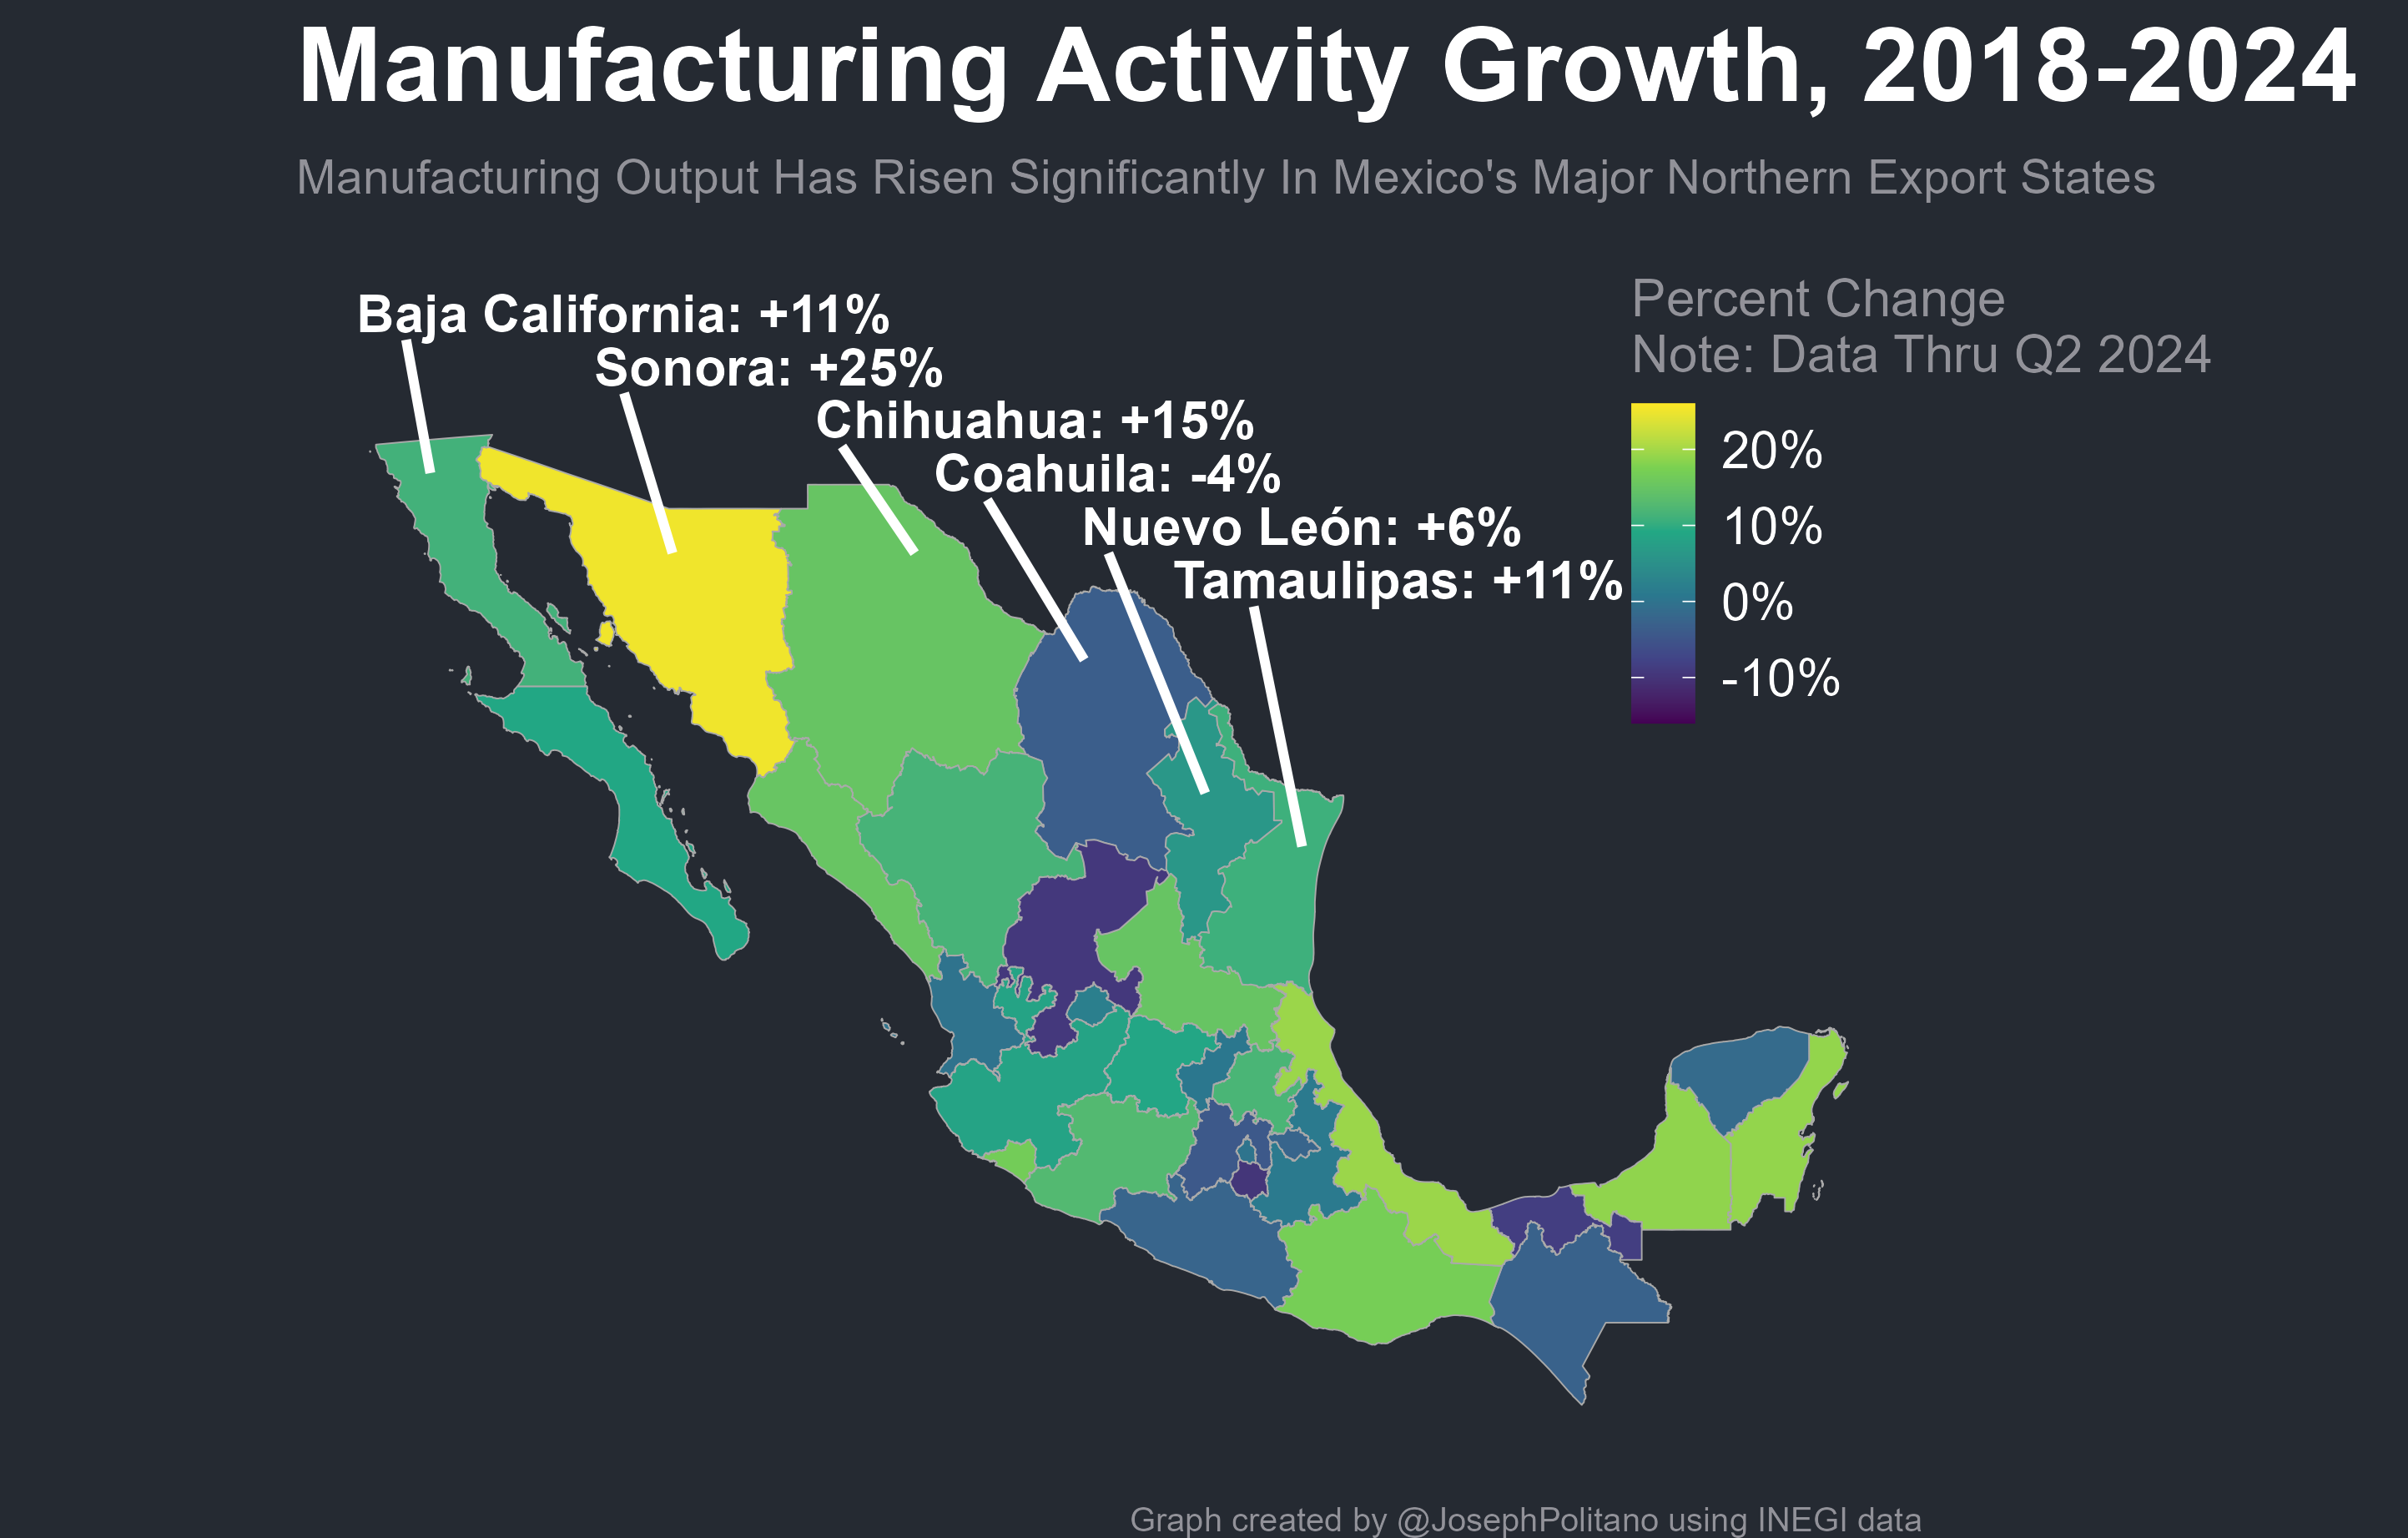 Manufacturing Activity Growth, 2018-2024
Manufacturing Output Has Risen Significantly In Mexico's Major Northern Export States
Percent Change
Note: Data Thru Q2 2024
Baja California: +11%
Sonora: +25%
Chihuahua: +15%
Coahuila: -4%
Nuevo León: +6%
Tamaulipas: +11%
20%
10%
0%
-10%
Graph created by @JosephPolitano using INEGI data